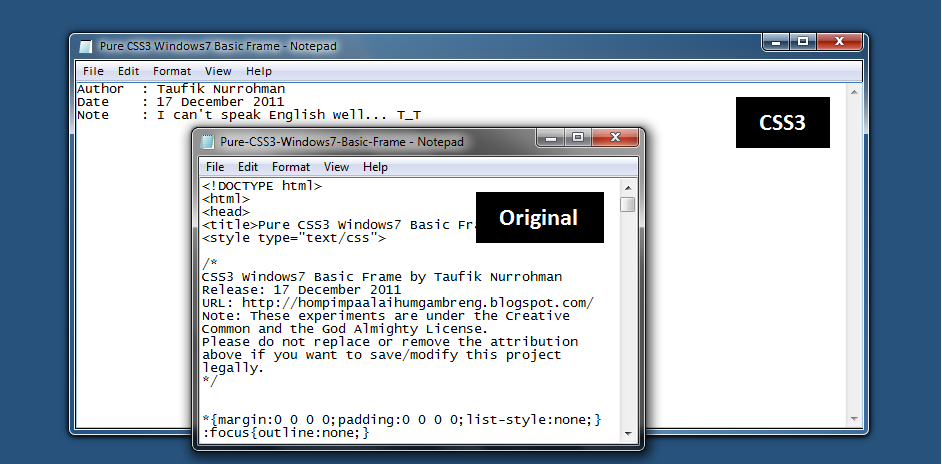 Pure CSS3 Windows7 Basic Frame - Notepad
File Edit Format View Help
Author  : Taufik Nurrohman
Date    : 17 December 2011
Note    : I can't speak English well... T_T
CSS3
Pure-CSS3-Windows7-Basic-Frame - Notepad
File Edit Format View Help
<!DOCTYPE html>
<html>
<head>
<title>Pure CSS3 Windows7 Basic
<style type="text/css">
Original
/*
CSS3 Windows7 Basic Frame by Taufik Nurrohman
Release: 17 December 2011
URL: http://hompimpaalaihumgambreng.blogspot.com/
Note: These experiments are under the Creative
Common and the God Almighty License.
Please do not replace or remove the attribution
above if you want to save/modify this project
legally.
*/
*{margin:0 0 0 0;padding:0 0 0 0;list-style:none;}
:focus{outline:none;}